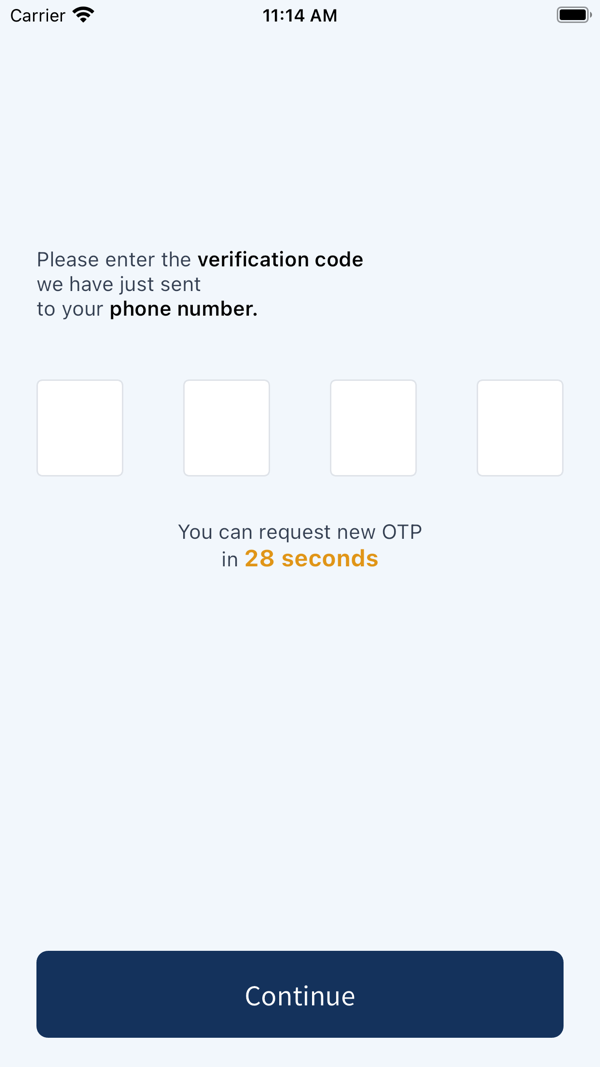 Carrier
11:14 AM
Please enter the verification code
we have just sent
to your phone number.
You can request new OTP
in 28 seconds
Continue